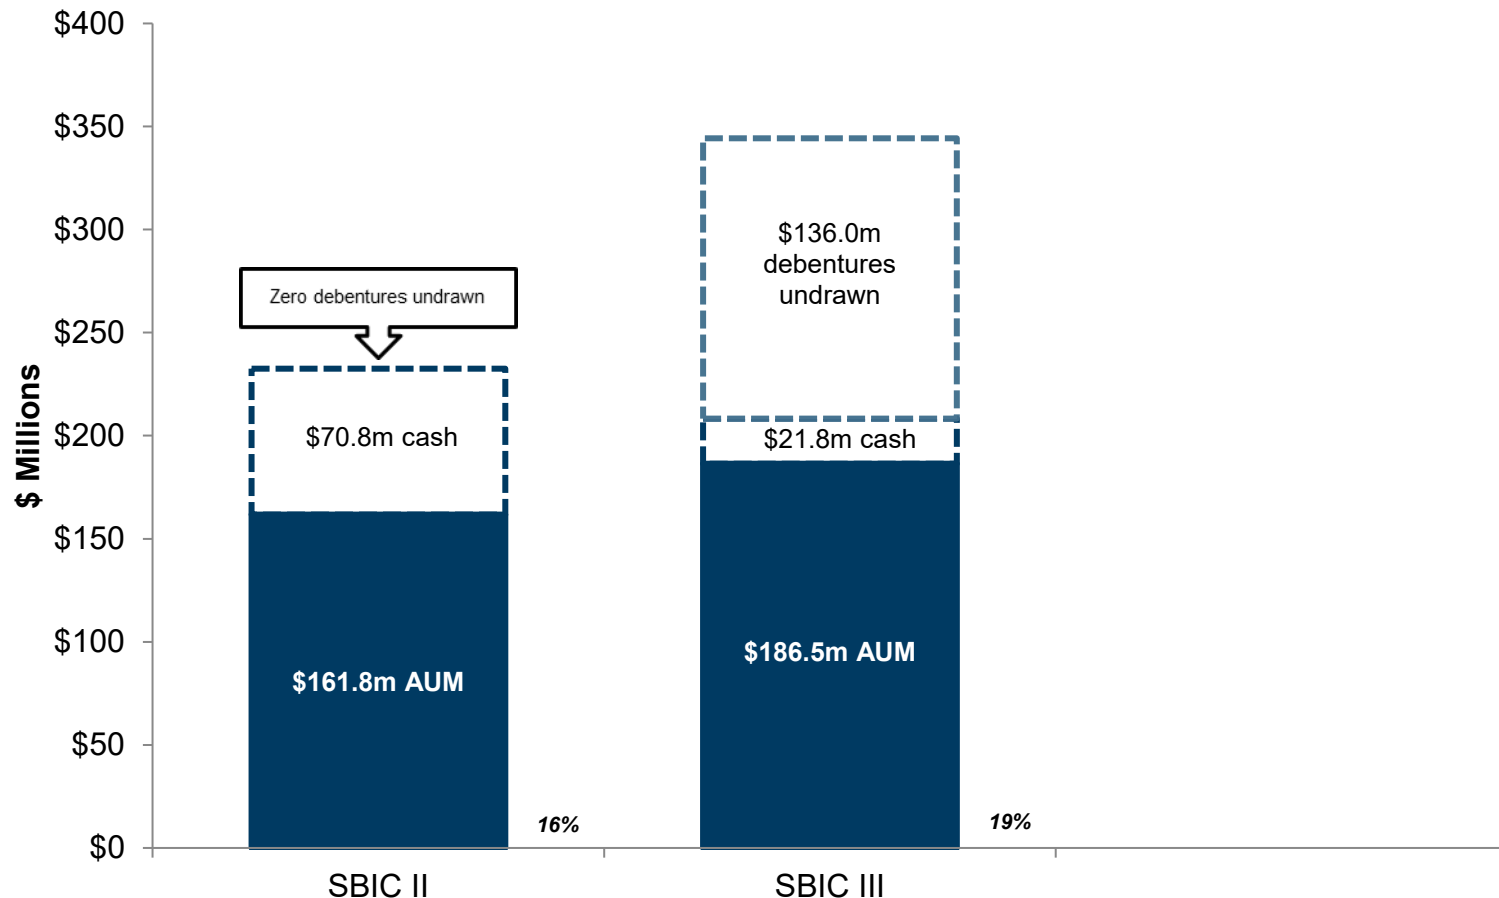 $400
$350
$300
$250
$200
$150
$100
$50
$0
$ Millions
Zero debentures undrawn
$70.8m cash
$161.8m AUM
16%
SBIC II
$136.0m
debentures
undrawn
$21.8m cash
$186.5m AUM
19%
SBIC III